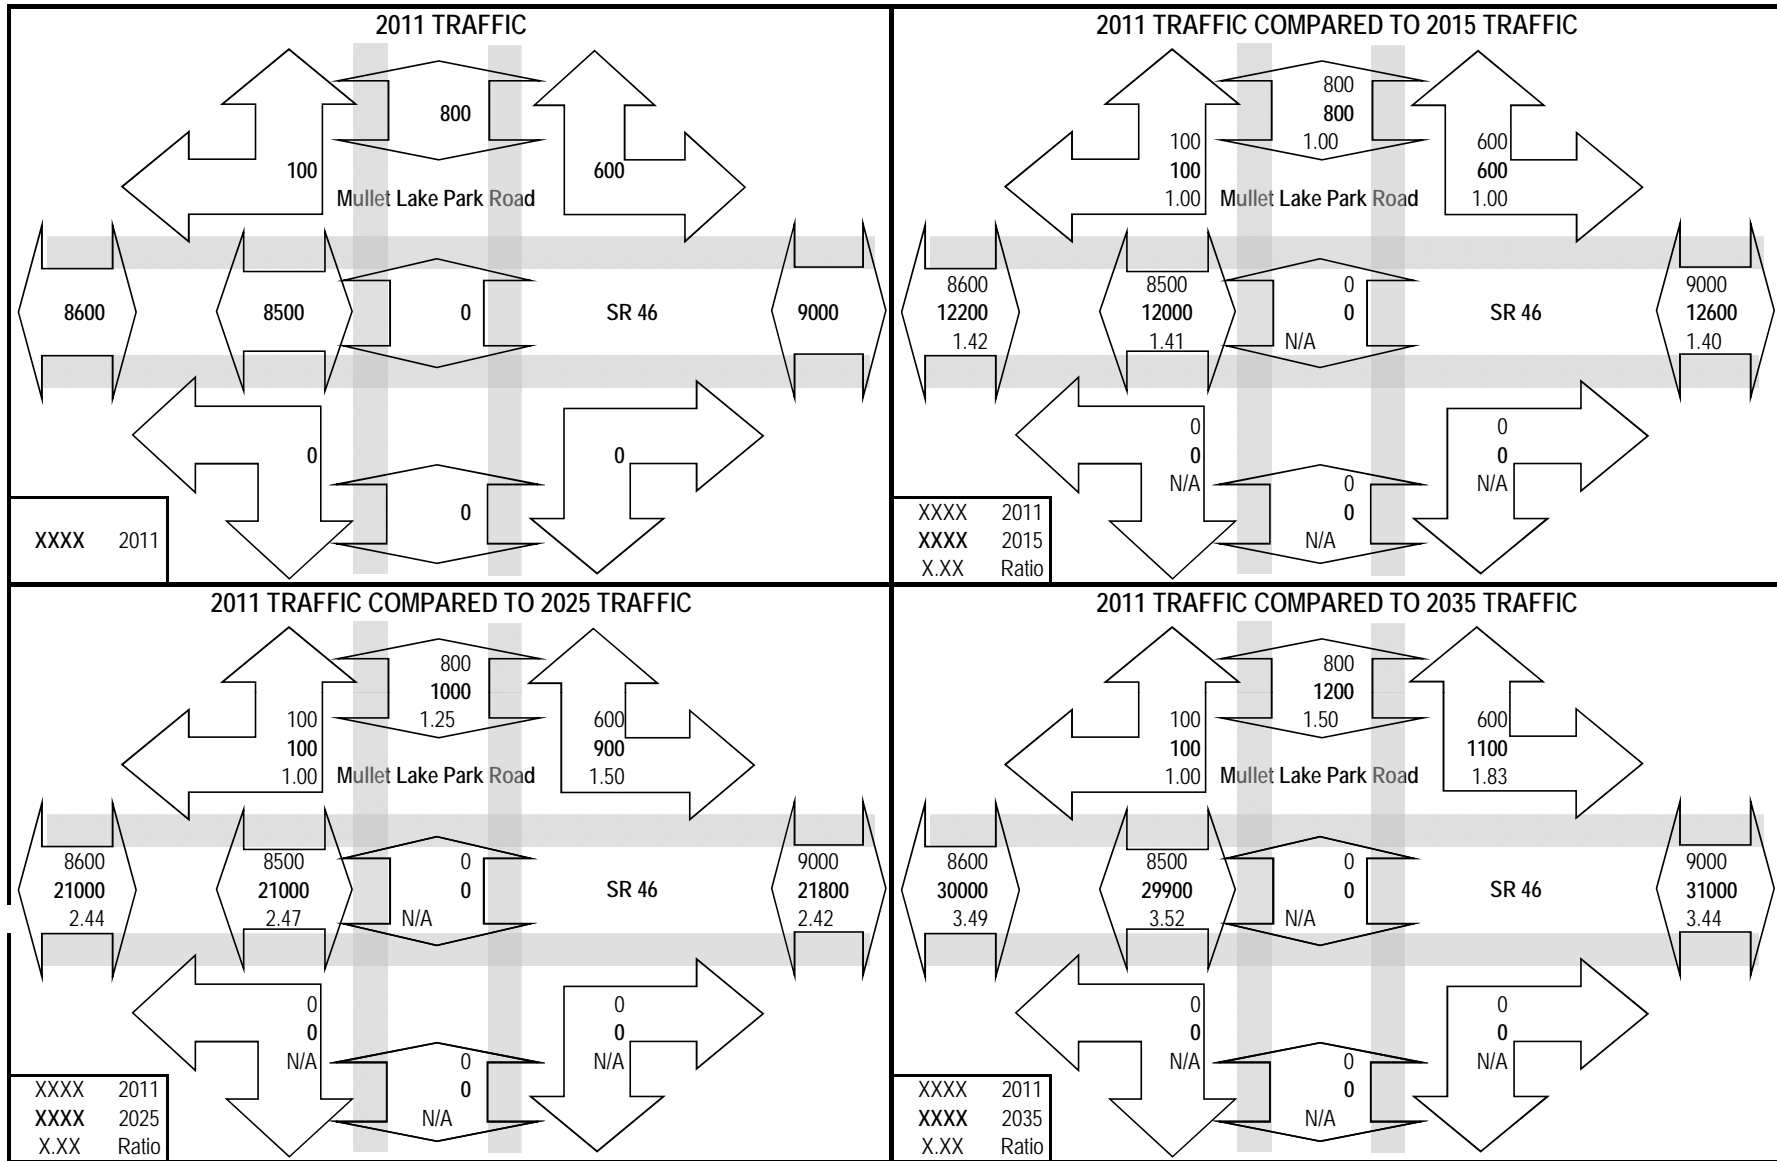 2011 TRAFFIC
800
100
600
Mullet Lake Park Road
8600
8500
0
SR 46
9000
0
0
0
XXXX 2011
2011 TRAFFIC COMPARED TO 2015 TRAFFIC
800
800
1.00
100
100
1.00
600
600
1.00
Mullet Lake Park Road
8600
12200
1.42
8500
12000
1.41
0
0
N/A
SR 46
9000
12600
1.40
0
0
N/A
0
0
N/A
0
0
N/A
XXXX 2011
XXXX 2015
X.XX Ratio
2011 TRAFFIC COMPARED TO 2025 TRAFFIC
800
1000
1.25
100
100
1.00
600
900
1.50
Mullet Lake Park Road
8600
21000
2.44
8500
21000
2.47
0
0
N/A
SR 46
9000
21800
2.42
0
0
N/A
0
0
N/A
0
0
N/A
XXXX 2011
XXXX 2025
X.XX Ratio
2011 TRAFFIC COMPARED TO 2035 TRAFFIC
800
1200
1.50
100
100
1.00
600
1100
1.83
Mullet Lake Park Road
8600
30000
3.49
8500
29900
3.52
0
0
N/A
SR 46
9000
31000
3.44
0
0
N/A
0
0
N/A
0
0
N/A
XXXX 2011
XXXX 2035
X.XX Ratio